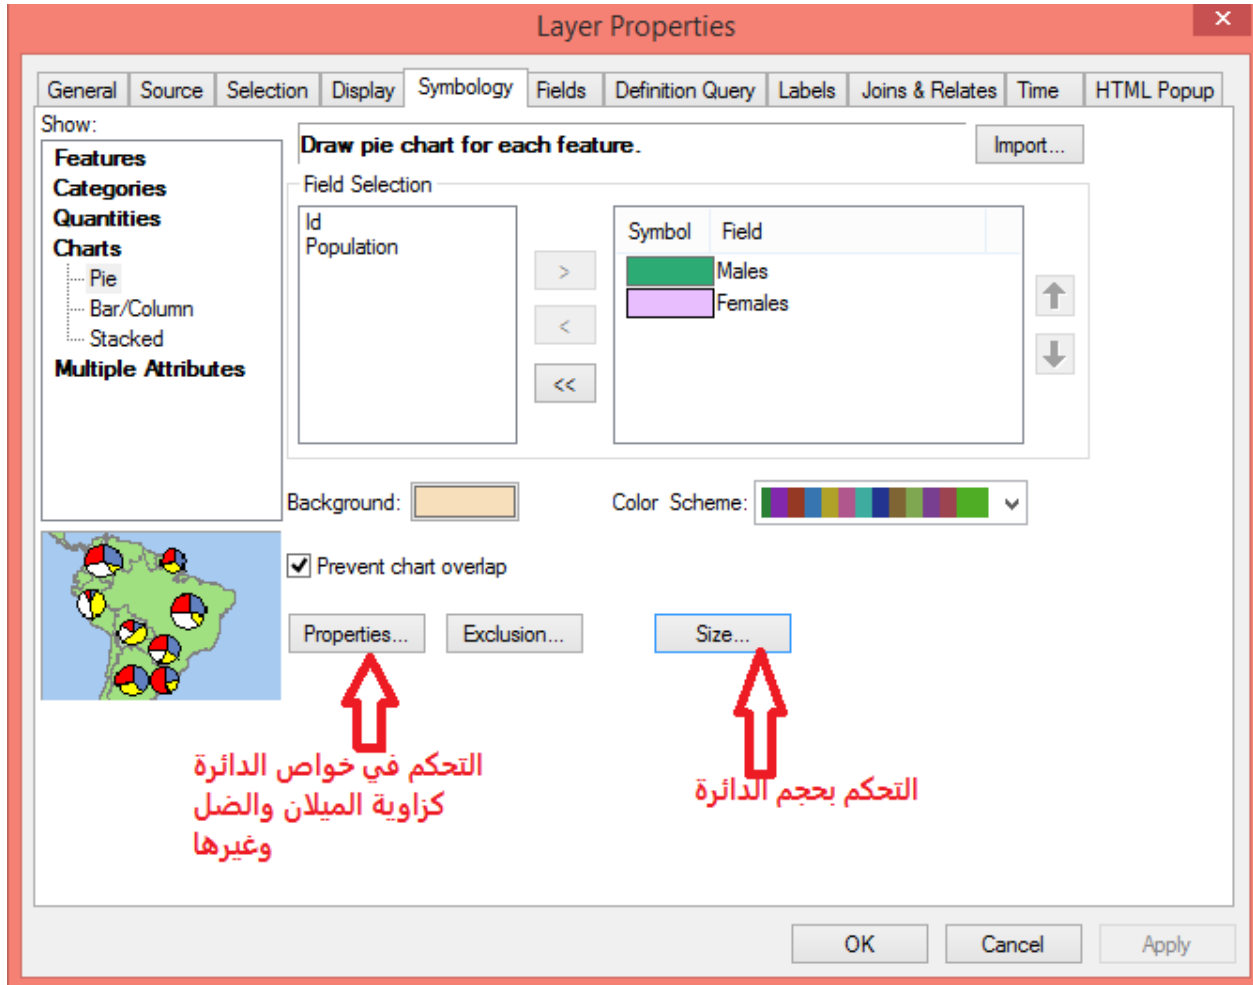 Layer Properties
General Source Selection Display Symbology Fields Definition Query Labels Joins & Relates Time HTML Popup
Show:
Features
Categories
Quantities
Charts
Pie
Bar/Column
Stacked
Multiple Attributes
Draw pie chart for each feature.
Import...
Field Selection
Id
Population
>
<
<<
Symbol Field
Males
Females
Background:
Color Scheme:
Prevent chart overlap
Properties... Exclusion... Size...
التحكم في خواص الدائرة
كزاوية الميلان والضل
وغيرها
التحكم بحجم الدائرة
OK Cancel Apply